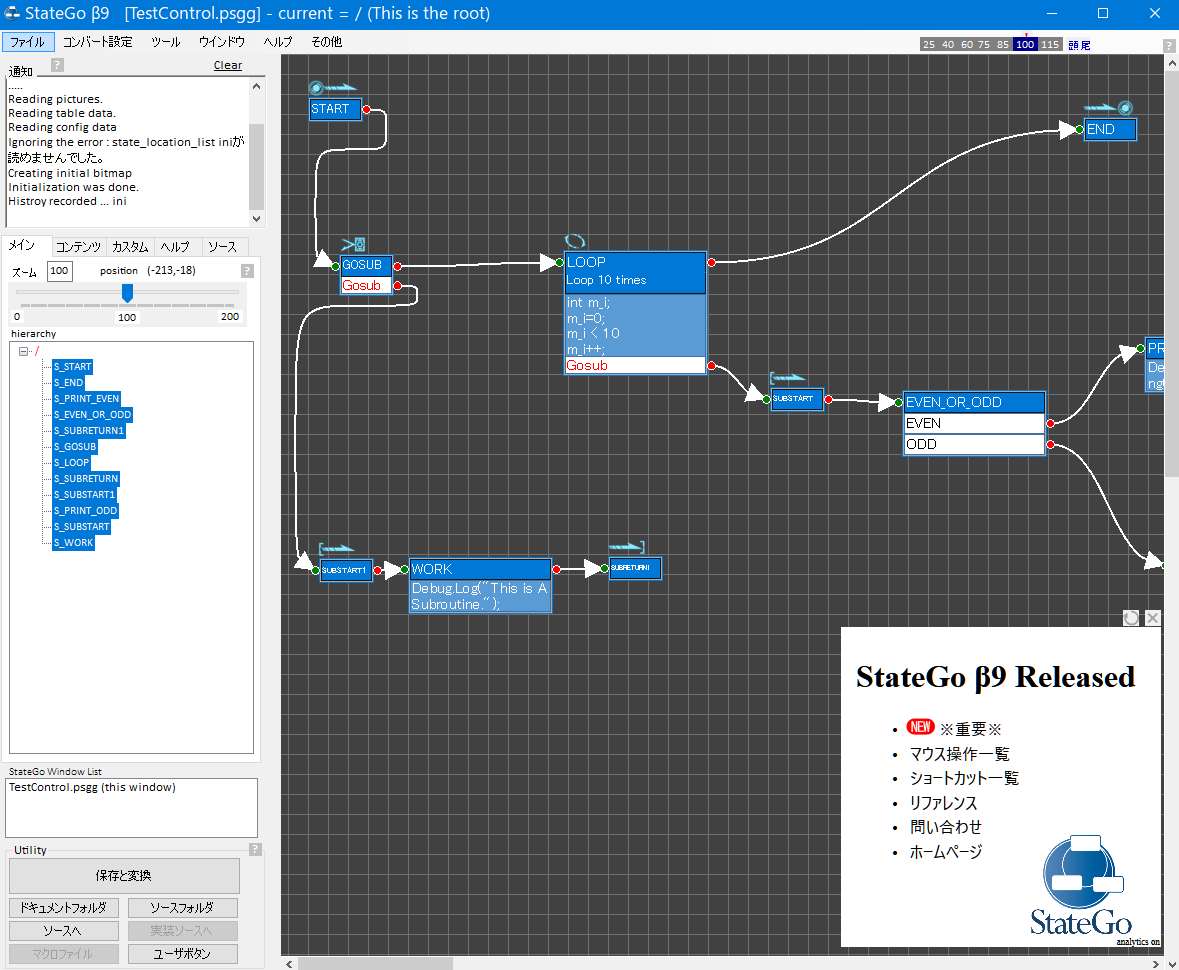 StateGo β9 [TestControl.psgg] - current = / (This is the root)
ファイル コンバート設定 ツール ウインドウ ヘルプ その他
25 40 60 75 85 100 115 頭 尾 ?
通知 ? Clear
.....
Reading pictures.
Reading table data.
Reading config data
Ignoring the error : state_location_list iniが
読めませんでした。
Creating initial bitmap
Initialization was done.
Histroy recorded ... ini
メイン コンテンツ カスタム ヘルプ ソース
ズーム 100 position (-213,-18) ?
0 100 200
hierarchy
/
S_START
S_END
S_PRINT_EVEN
S_EVEN_OR_ODD
S_SUBRETURN1
S_GOSUB
S_LOOP
S_SUBRETURN
S_SUBSTART1
S_PRINT_ODD
S_SUBSTART
S_WORK
StateGo Window List
TestControl.psgg (this window)
Utility ?
保存と変換
ドキュメントフォルダ ソースフォルダ
ソースへ 実装ソースへ
マクロファイル ユーザボタン
START
END
GOSUB
Gosub
LOOP
Loop 10 times
int m_i;
m_i=0;
m_i < 10
m_i++;
Gosub
SUBSTART
EVEN_OR_ODD
EVEN
ODD
PR
De
ngt
SUBSTART1
WORK
Debug.Log("This is A
Subroutine.");
SUBRETURN1
StateGo β9 Released
• NEW ※重要※
• マウス操作一覧
• ショートカット一覧
• リファレンス
• 問い合わせ
• ホームページ
StateGo
analytics on